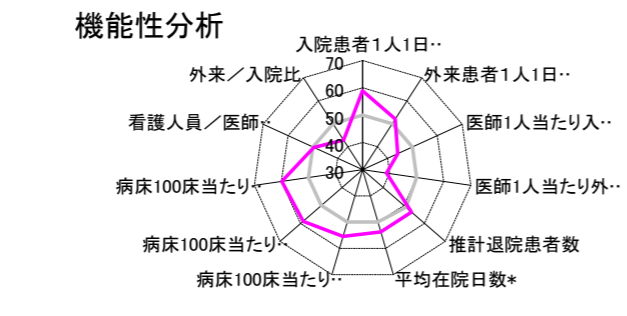 機能性分析
入院患者１人１日‥
外来患者１人１日‥
医師１人当たり入‥
医師１人当たり外‥
推計退院患者数
平均在院日数*
病床100床当たり‥
病床100床当たり‥
病床100床当たり‥
看護人員／医師‥
外来／入院比
70
60
50
40
30